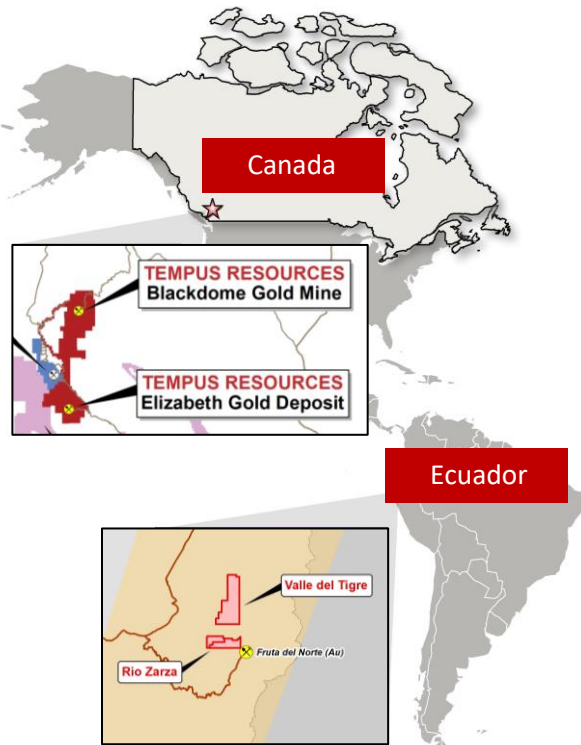 Canada
TEMPUS RESOURCES
Blackdome Gold Mine
TEMPUS RESOURCES
Elizabeth Gold Deposit
Ecuador
Valle del Tigre
Fruta del Norte (Au)
Rio Zarza